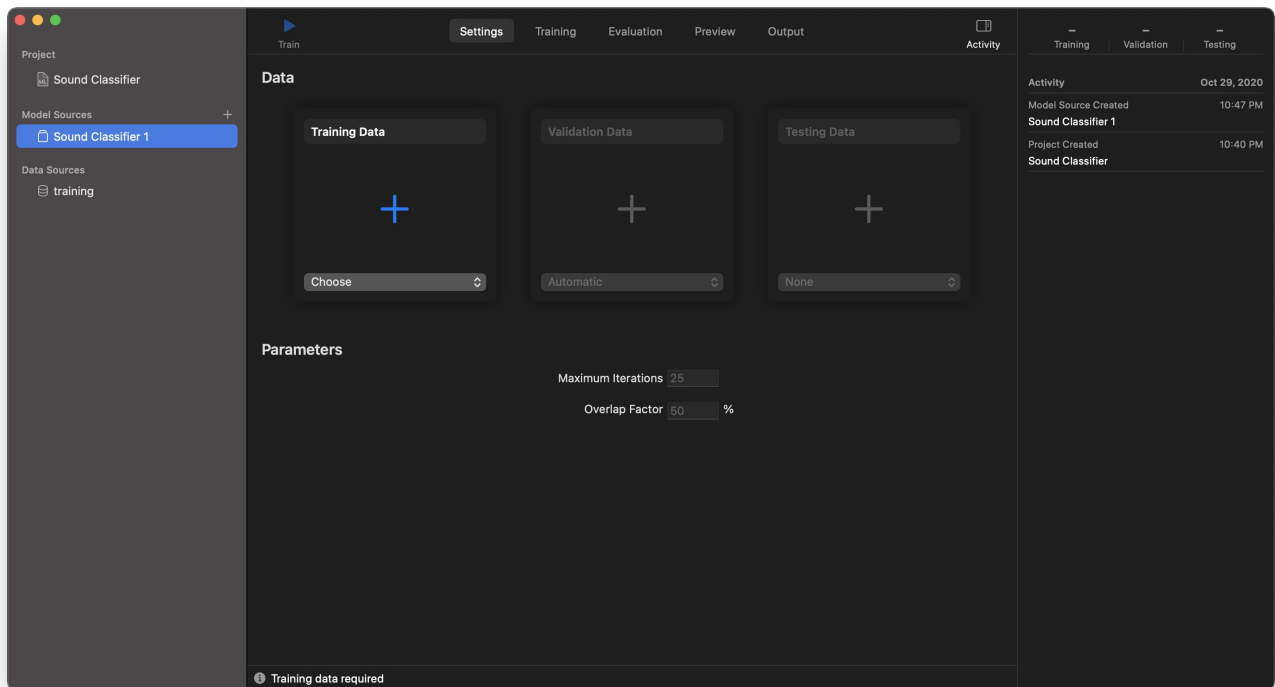 Project
Sound Classifier
Model Sources
Sound Classifier 1
Data Sources
training
Train
Settings
Training
Evaluation
Preview
Output
Activity
Data
Training Data
Choose
Validation Data
Automatic
Testing Data
None
Parameters
Maximum Iterations 25
Overlap Factor 50 %
Training data required
– – –
Training Validation Testing
Activity Oct 29, 2020
Model Source Created 10:47 PM
Sound Classifier 1
Project Created 10:40 PM
Sound Classifier